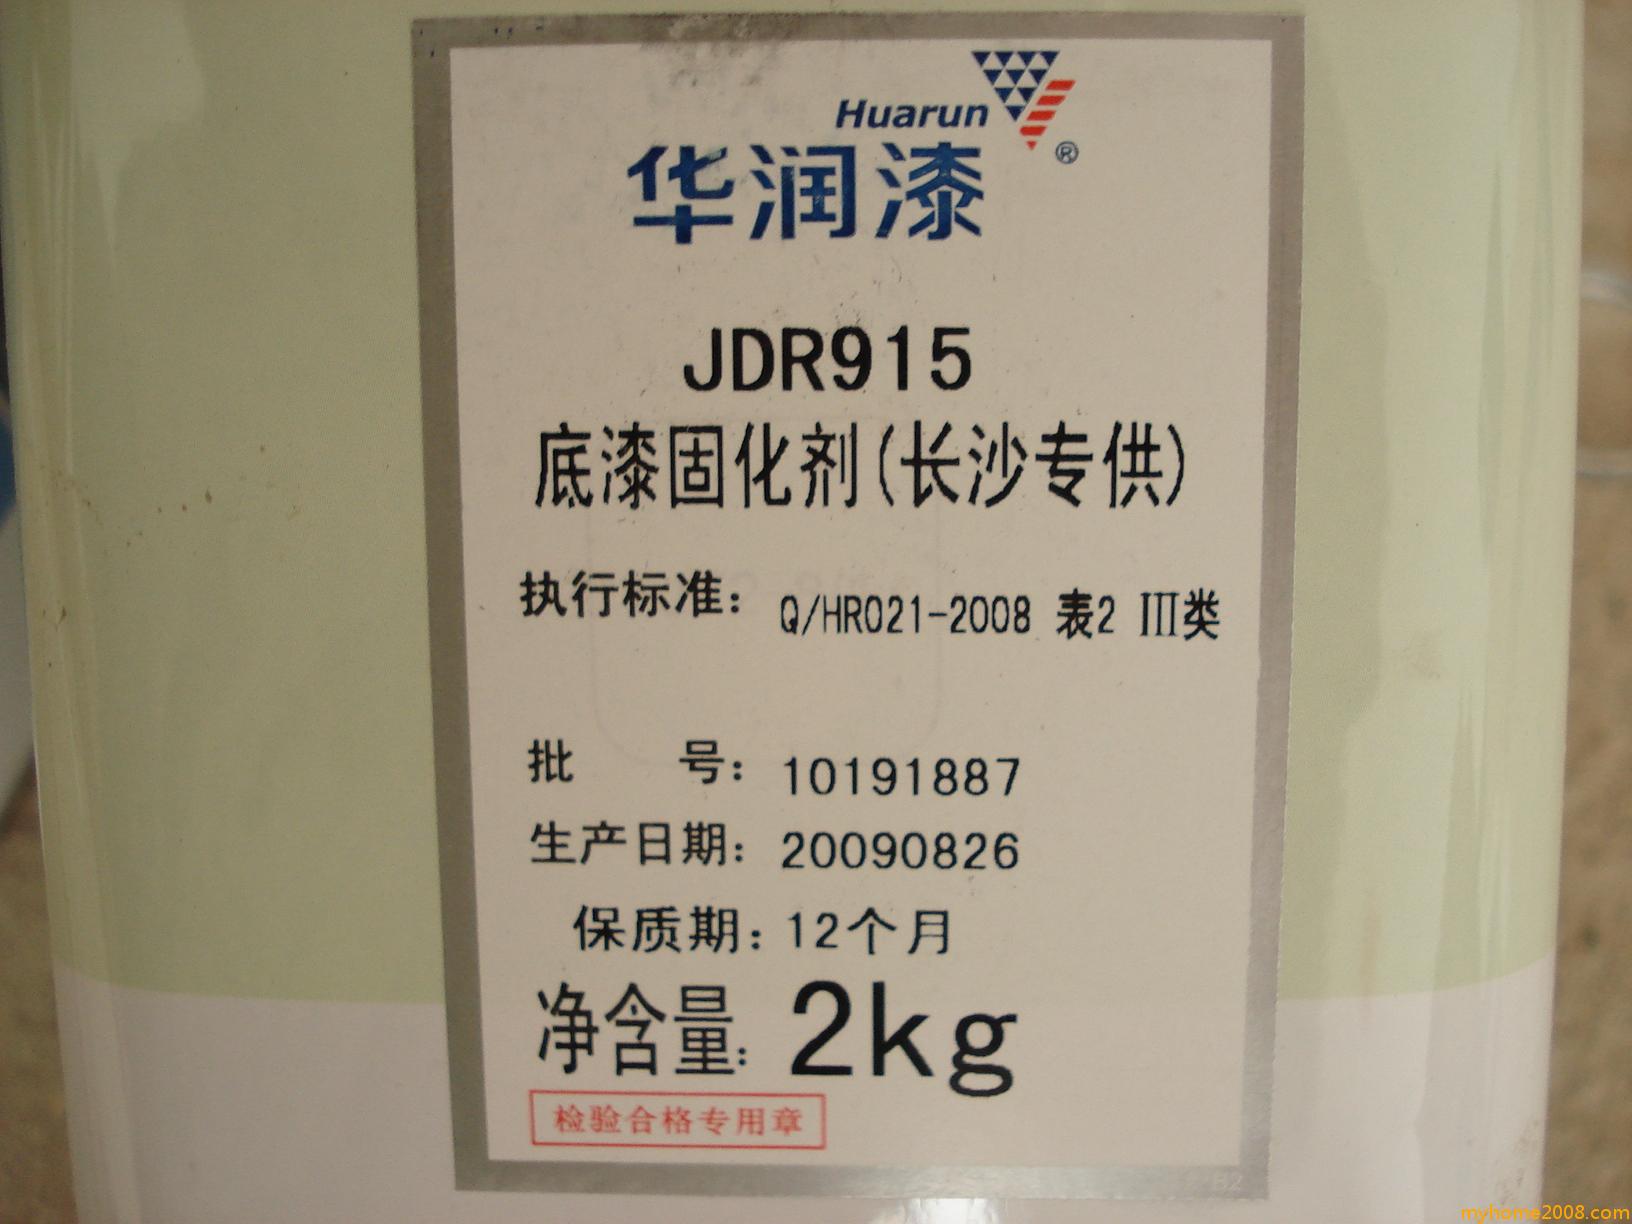 Huarun
华润漆®
JDR915
底漆固化剂(长沙专供)
执行标准: Q/HR021-2008 表2 III类
批 号: 10191887
生产日期: 20090826
保质期: 12个月
净含量: 2kg
检验合格专用章
B2
myhome2008.com